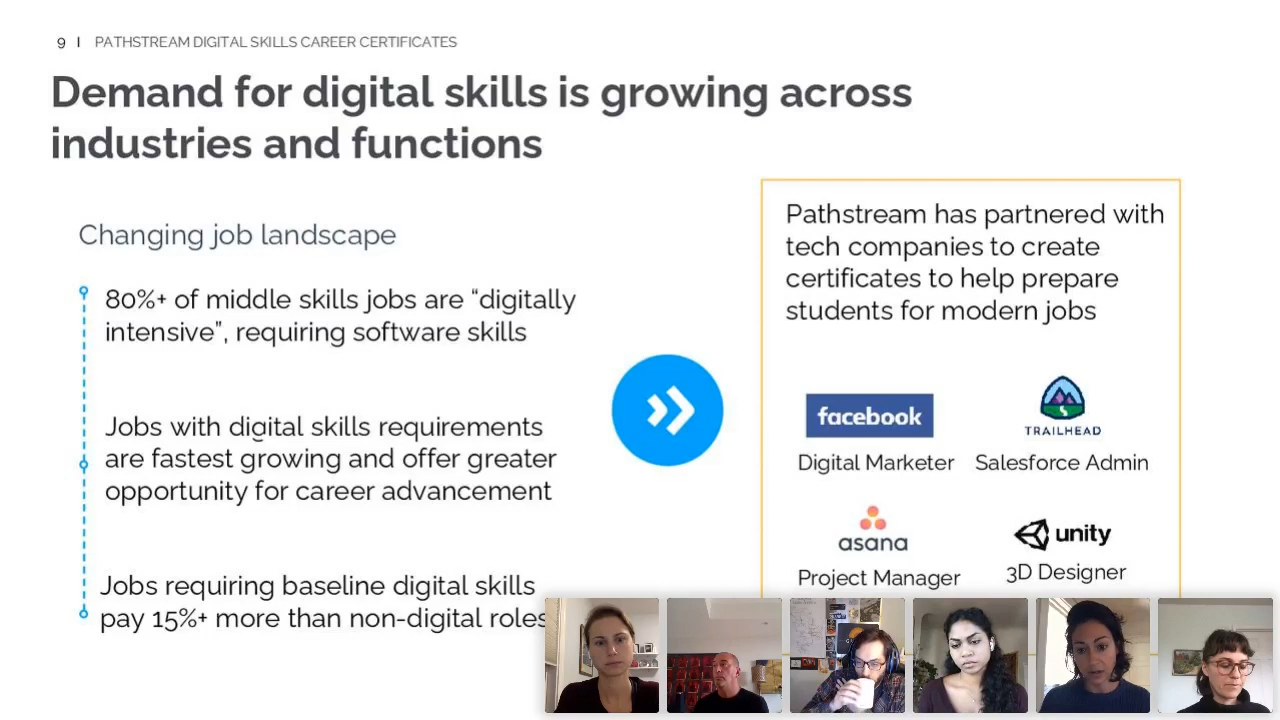 9 I PATHSTREAM DIGITAL SKILLS CAREER CERTIFICATES
Demand for digital skills is growing across
industries and functions
Changing job landscape
80%+ of middle skills jobs are “digitally
intensive”, requiring software skills
Jobs with digital skills requirements
are fastest growing and offer greater
opportunity for career advancement
Jobs requiring baseline digital skills
pay 15%+ more than non-digital roles
Pathstream has partnered with
tech companies to create
certificates to help prepare
students for modern jobs
facebook
Digital Marketer
TRAILHEAD
Salesforce Admin
asana
Project Manager
unity
3D Designer